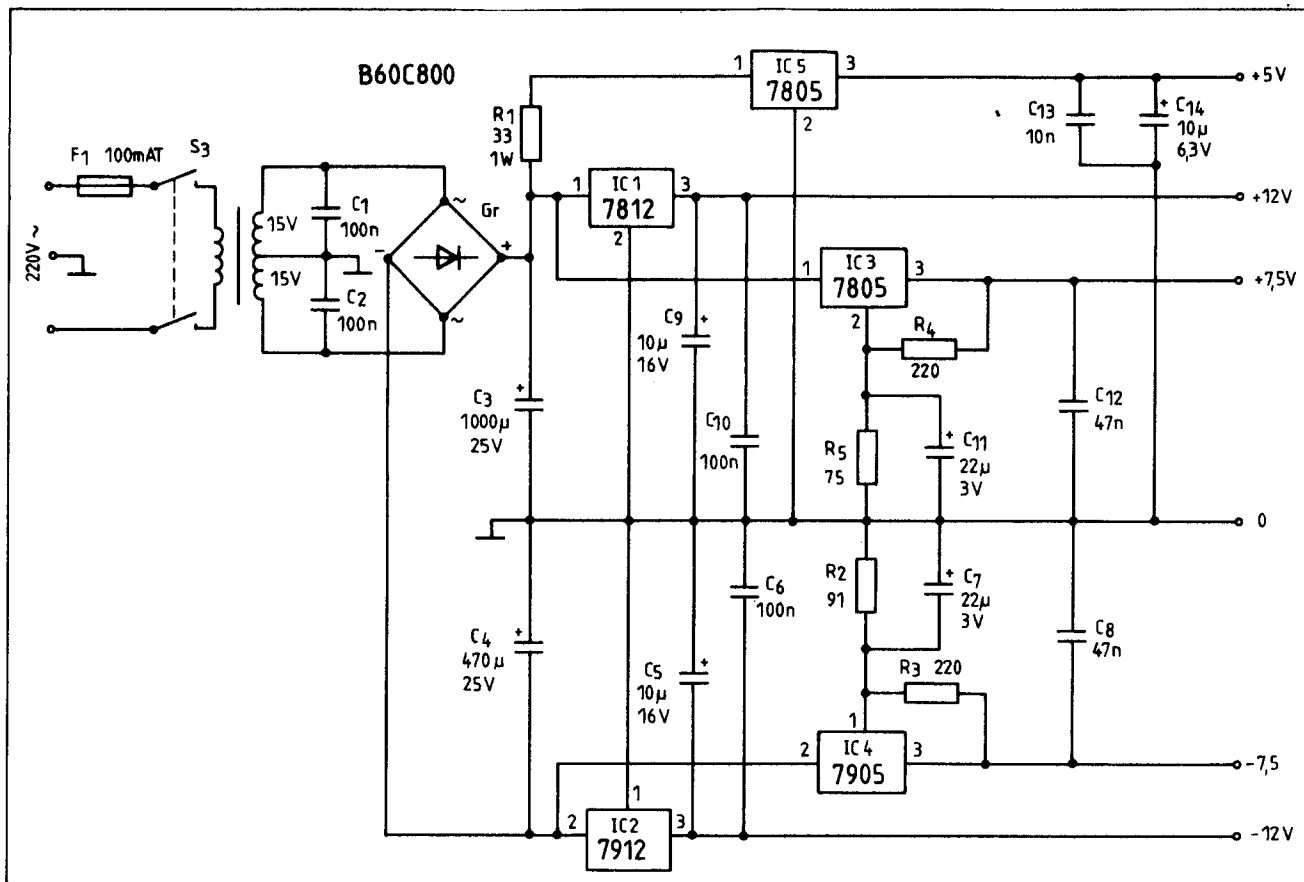 B60C800
F1 100mAT
S3
220V~
15V
15V
C1
100n
C2
100n
~
Gr
-
+
~
R1
33
1W
1
IC 5
7805
3
2
C13
10n
+ C14
10µ
6,3V
+5V
1
IC 1
7812
3
2
+12V
1
IC 3
7805
3
2
+7,5V
R4
220
C9
10µ
16V
+
C3
1000µ
25V
+
C10
100n
R5
75
+ C11
22µ
3V
C12
47n
0
C4
470µ
25V
+
C5
10µ
16V
+
C6
100n
R2
91
+ C7
22µ
3V
C8
47n
R3 220
1
2
IC 4
7905
3
-7,5
1
2
IC2
7912
3
-12V